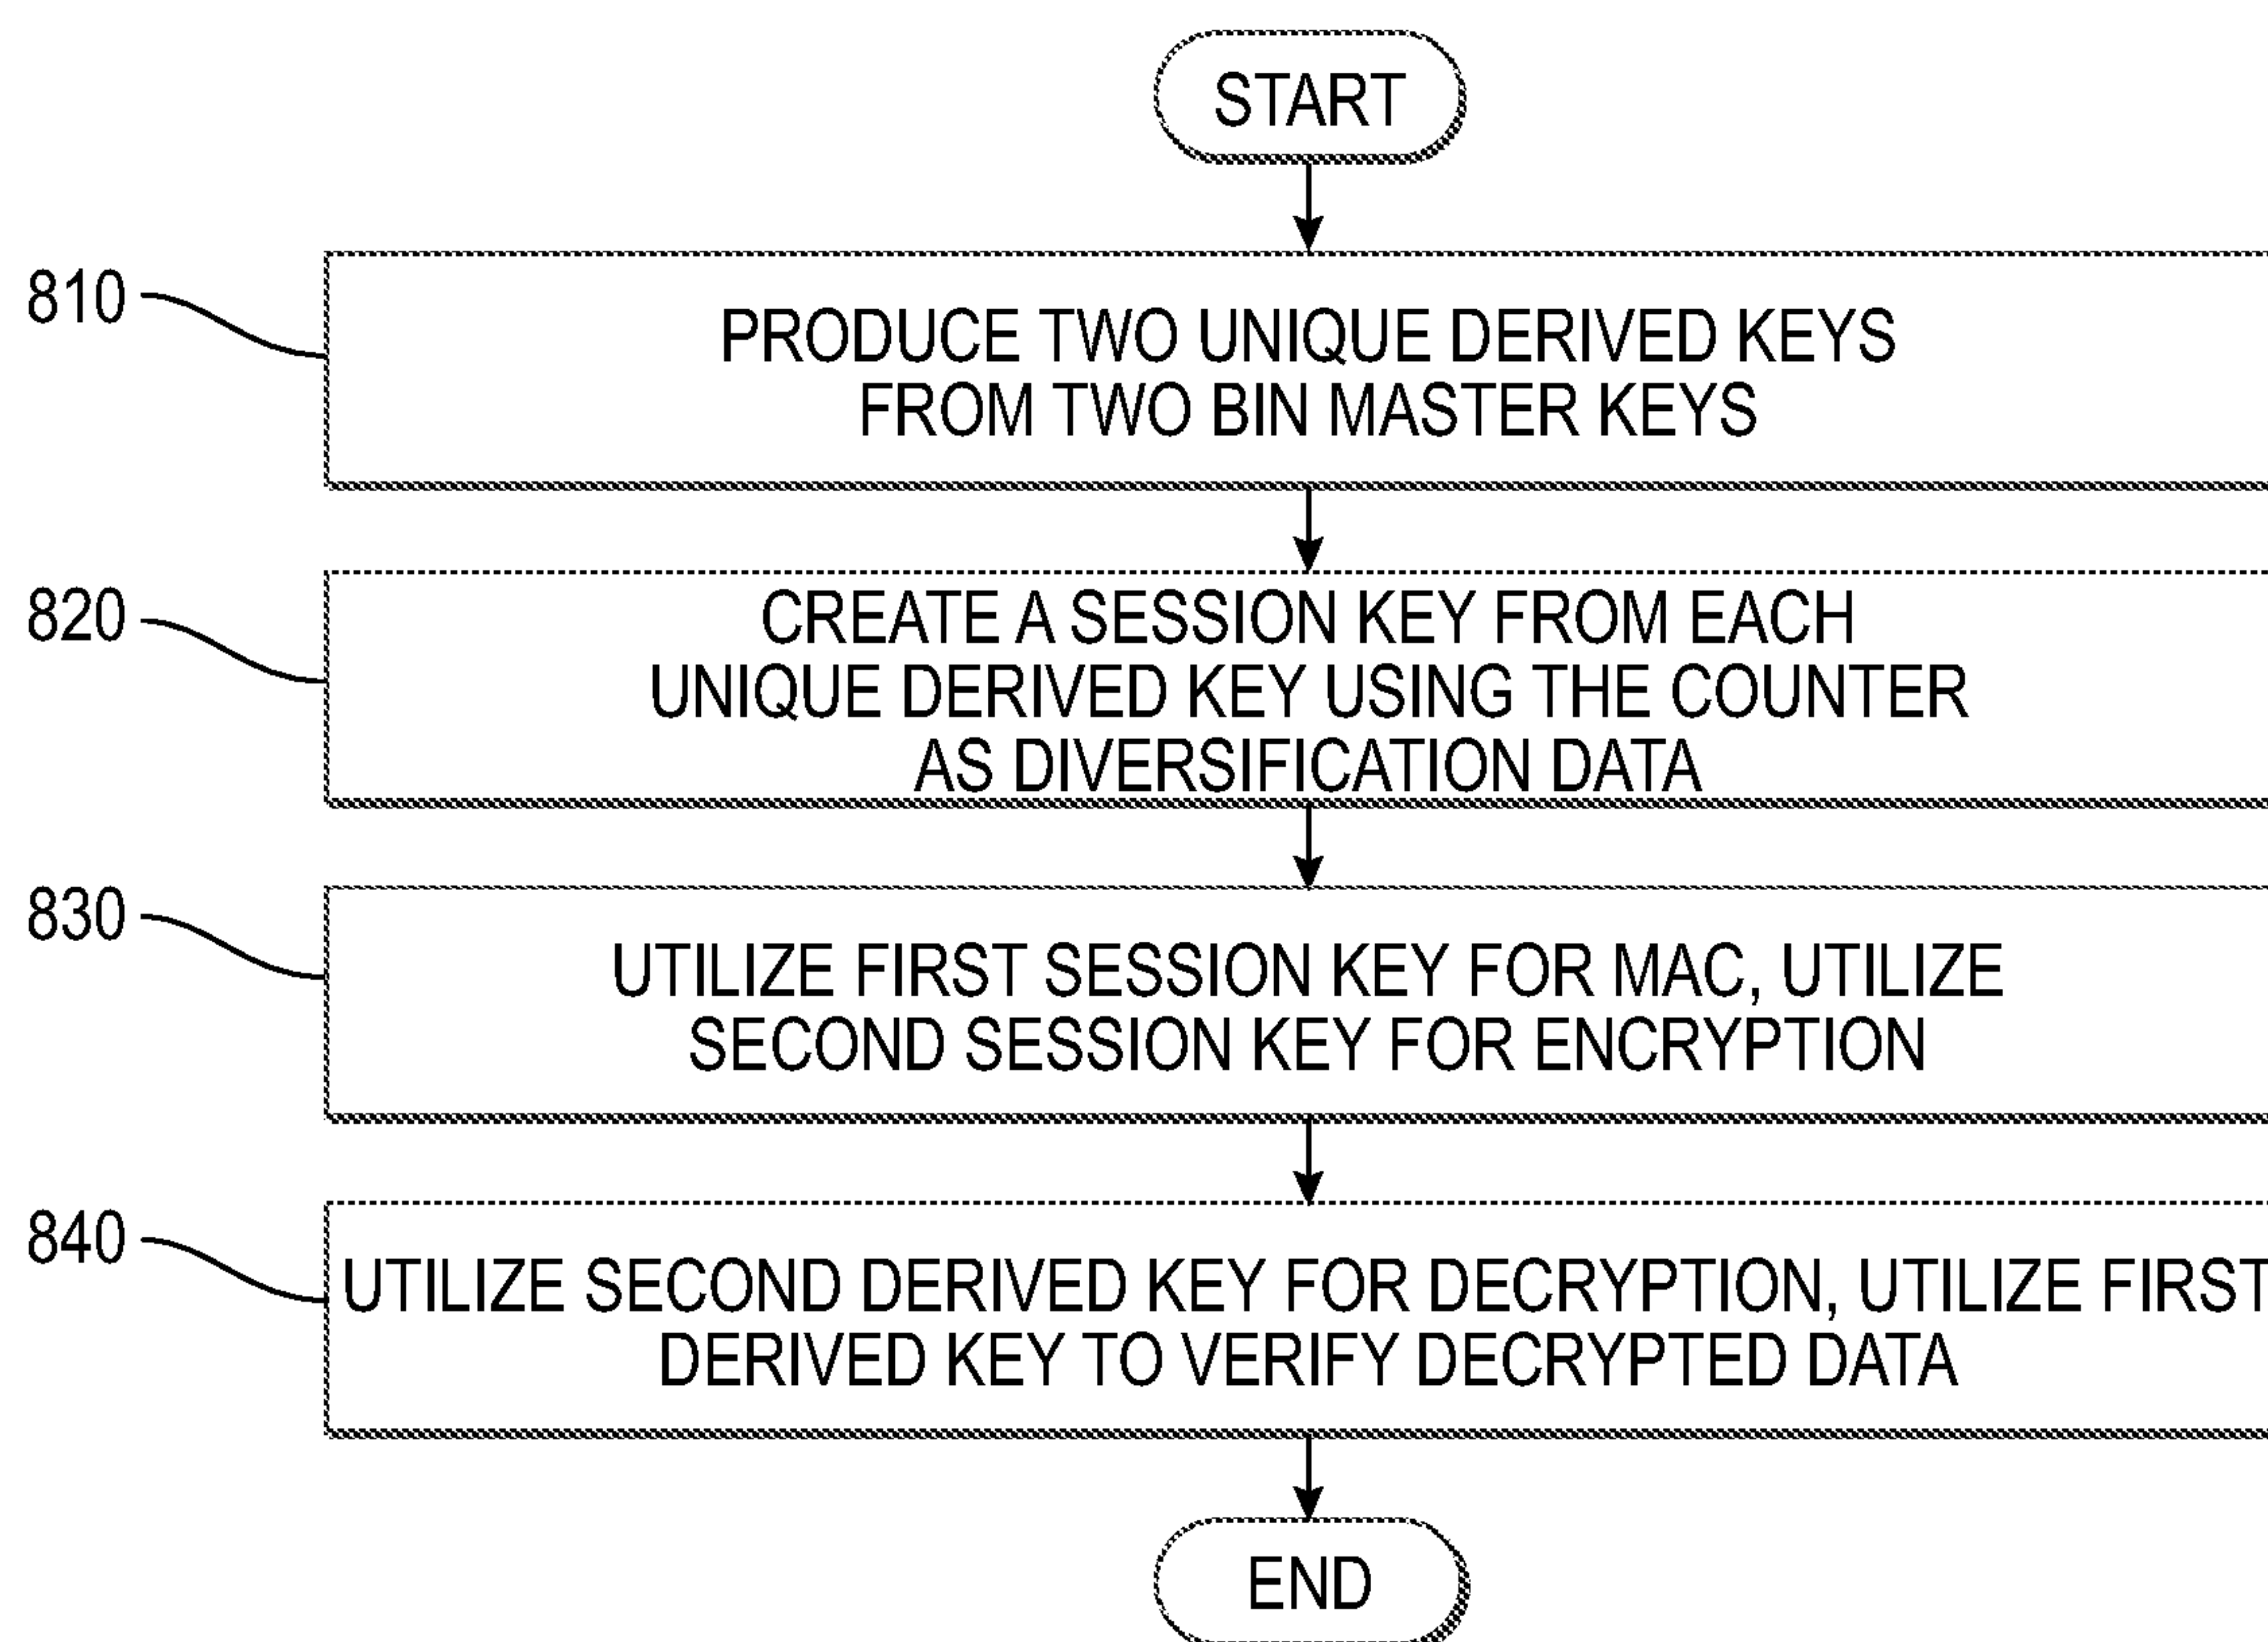 START
810
PRODUCE TWO UNIQUE DERIVED KEYS
FROM TWO BIN MASTER KEYS
820
CREATE A SESSION KEY FROM EACH
UNIQUE DERIVED KEY USING THE COUNTER
AS DIVERSIFICATION DATA
830
UTILIZE FIRST SESSION KEY FOR MAC, UTILIZE
SECOND SESSION KEY FOR ENCRYPTION
840
UTILIZE SECOND DERIVED KEY FOR DECRYPTION, UTILIZE FIRST
DERIVED KEY TO VERIFY DECRYPTED DATA
END